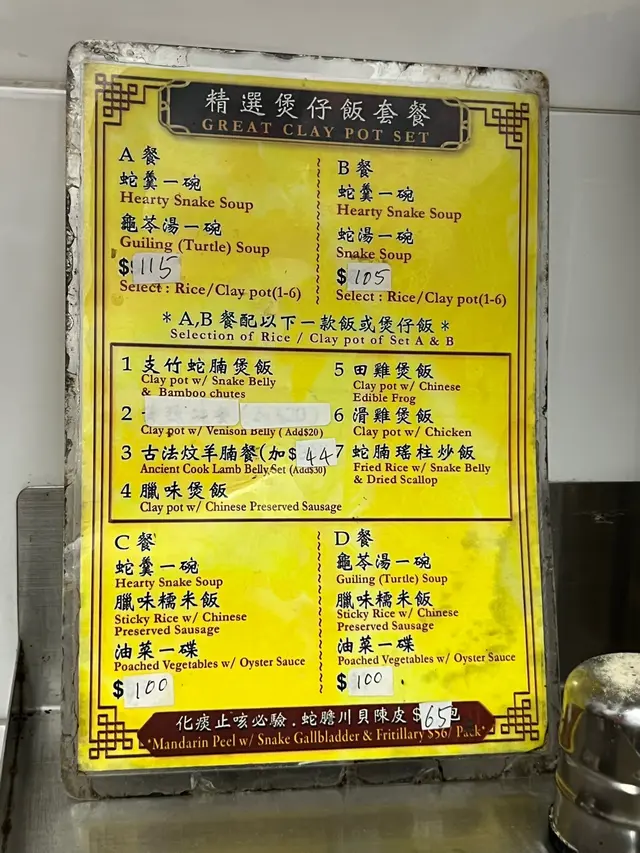 精選煲仔飯套餐
GREAT CLAY POT SET
A 餐
蛇羹一碗
Hearty Snake Soup
龜苓湯一碗
Guiling (Turtle) Soup
$ 115
Select : Rice/Clay pot(1-6)
B 餐
蛇羹一碗
Hearty Snake Soup
蛇湯一碗
Snake Soup
$ 105
Select : Rice/Clay pot(1-6)
* A,B 餐配以下一款飯或煲仔飯 *
Selection of Rice / Clay pot of Set A & B
1 支竹蛇腩煲飯
Clay pot w/ Snake Belly
& Bamboo chutes
2
Clay pot w/ Venison Belly ( Add$20)
3 古法炆羊腩餐(加$ 44
Ancient Cook Lamb Belly Set (Add$30)
4 臘味煲飯
Clay pot w/ Chinese Preserved Sausage
5 田雞煲飯
Clay pot w/ Chinese
Edible Frog
6 滑雞煲飯
Clay pot w/ Chicken
7 蛇腩瑤柱炒飯
Fried Rice w/ Snake Belly
& Dried Scallop
C 餐
蛇羹一碗
Hearty Snake Soup
臘味糯米飯
Sticky Rice w/ Chinese
Preserved Sausage
油菜一碟
Poached Vegetables w/ Oyster Sauce
$ 100
D 餐
龜苓湯一碗
Guiling (Turtle) Soup
臘味糯米飯
Sticky Rice w/ Chinese
Preserved Sausage
油菜一碟
Poached Vegetables w/ Oyster Sauce
$ 100
化痰止咳必驗．蛇膽川貝陳皮 $65包
*Mandarin Peel w/ Snake Gallbladder & Fritillary $56/ Pack*